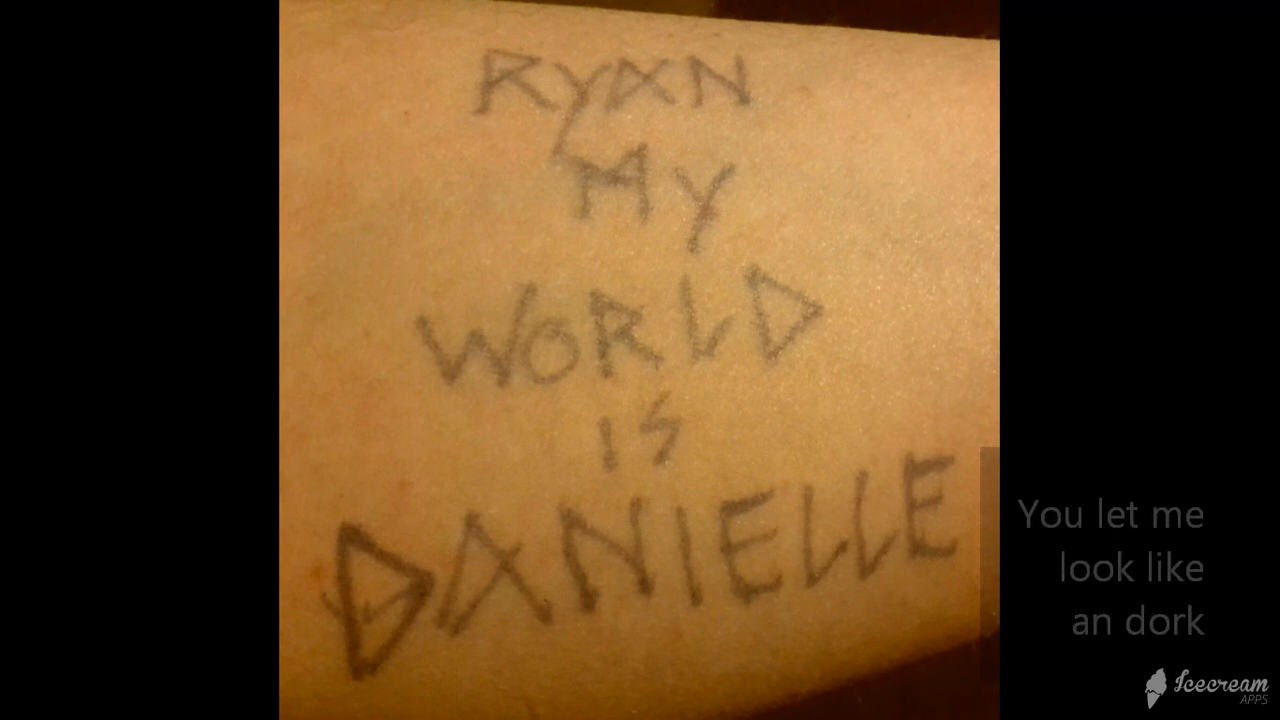 RYAN
MY
WORLD
IS
DANIELLE
You let me
look like
an dork
Icecream
APPS